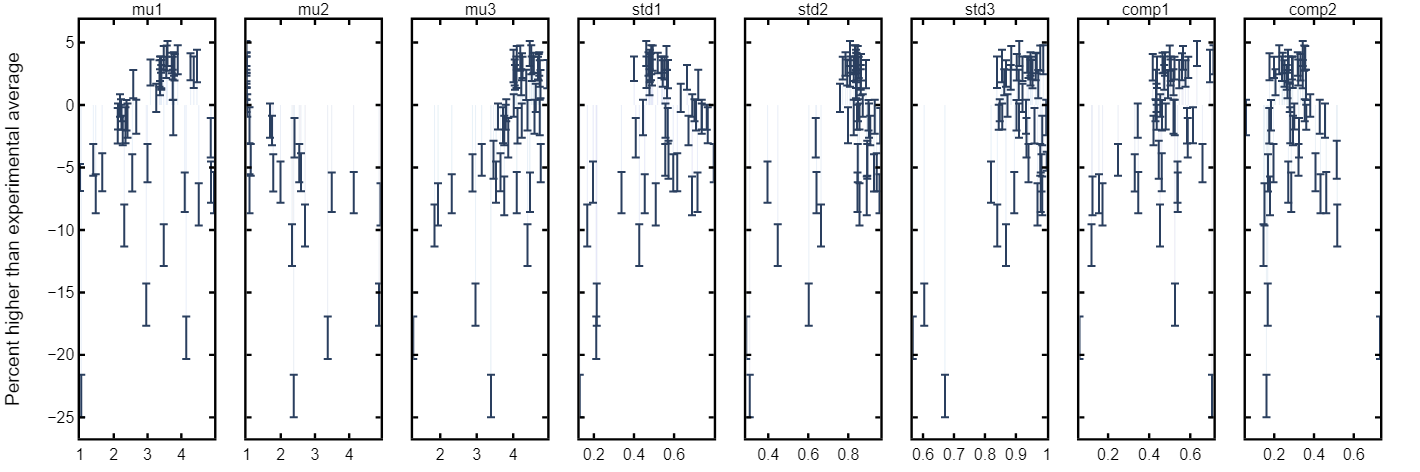 mu1 mu2 mu3 std1 std2 std3 comp1 comp2
Percent higher than experimental average
5
0
−5
−10
−15
−20
−25
1 2 3 4 1 2 3 4 2 3 4 0.2 0.4 0.6 0.4 0.6 0.8 0.6 0.7 0.8 0.9 1 0.2 0.4 0.6 0.2 0.4 0.6